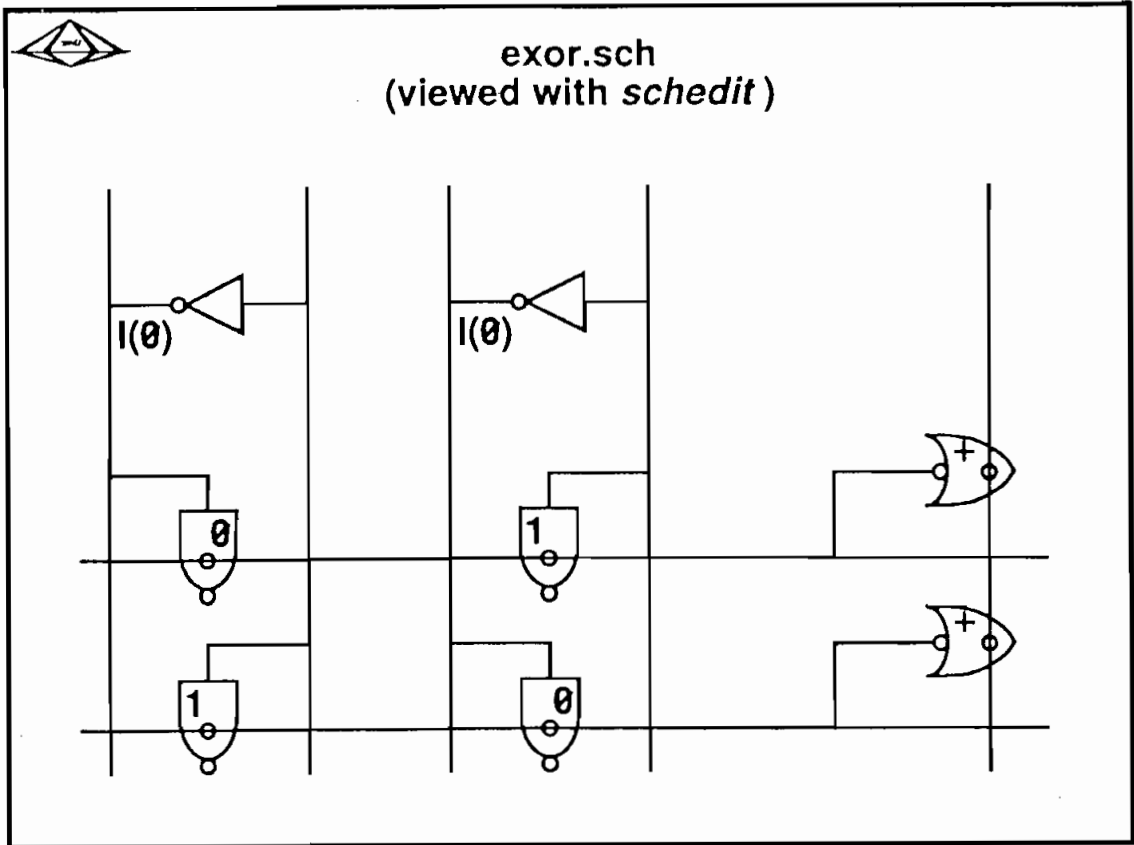 exor.sch
(viewed with schedit)
I(0) I(0)
+
0 1
+
1 0